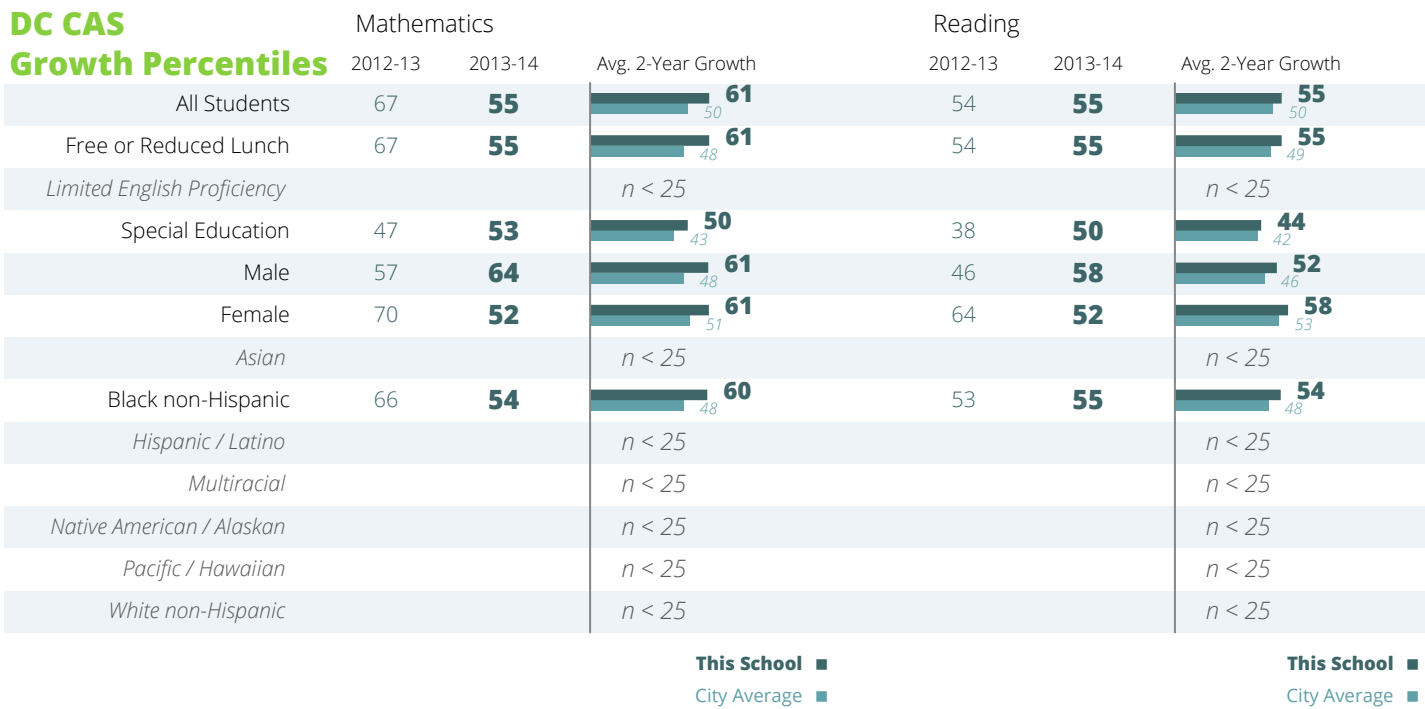 DC CAS
Growth Percentiles
Mathematics Reading
2012-13 2013-14 Avg. 2-Year Growth 2012-13 2013-14 Avg. 2-Year Growth
All Students 67 55 61 50 54 55 55 50
Free or Reduced Lunch 67 55 61 48 54 55 55 49
Limited English Proficiency n < 25 n < 25
Special Education 47 53 50 43 38 50 44 42
Male 57 64 61 48 46 58 52 46
Female 70 52 61 51 64 52 58 53
Asian n < 25 n < 25
Black non-Hispanic 66 54 60 48 53 55 54 48
Hispanic / Latino n < 25 n < 25
Multiracial n < 25 n < 25
Native American / Alaskan n < 25 n < 25
Pacific / Hawaiian n < 25 n < 25
White non-Hispanic n < 25 n < 25
This School This School
City Average City Average